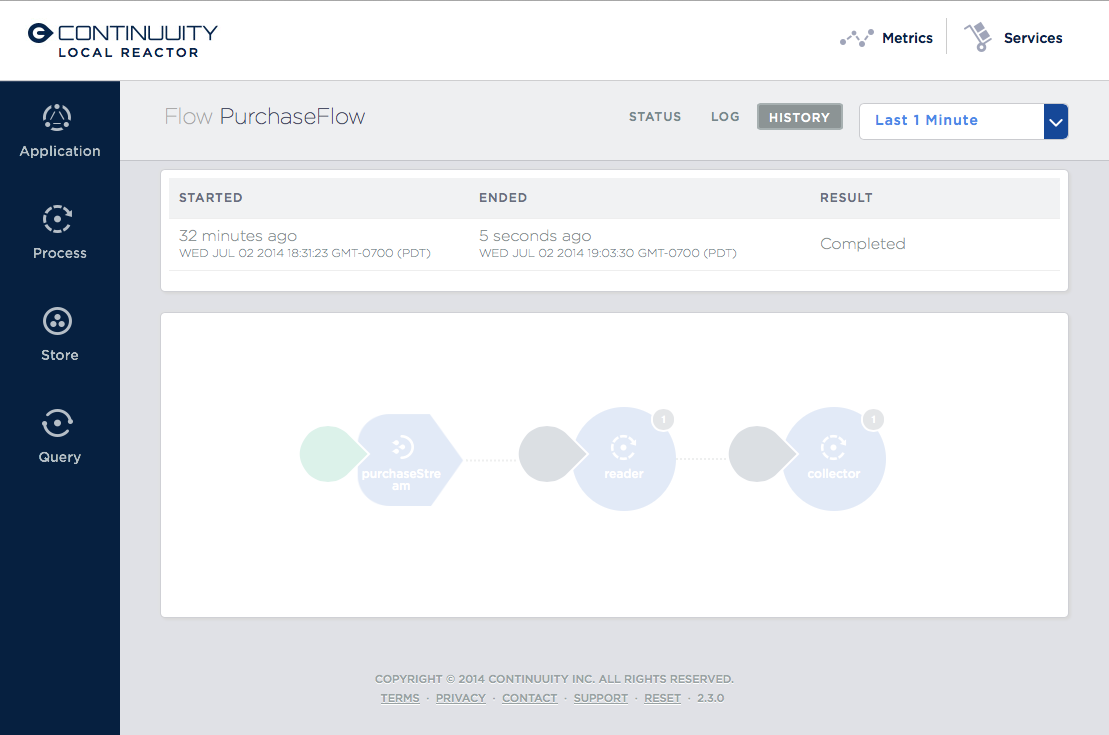 CONTINUUITY
LOCAL REACTOR
Metrics
Services
Application
Process
Store
Query
Flow PurchaseFlow
STATUS
LOG
HISTORY
Last 1 Minute
STARTED ENDED RESULT
32 minutes ago 5 seconds ago Completed
WED JUL 02 2014 18:31:23 GMT-0700 (PDT) WED JUL 02 2014 19:03:30 GMT-0700 (PDT)
purchaseStre
am
1
reader
1
collector
COPYRIGHT © 2014 CONTINUUITY INC. ALL RIGHTS RESERVED.
TERMS · PRIVACY · CONTACT · SUPPORT · RESET · 2.3.0